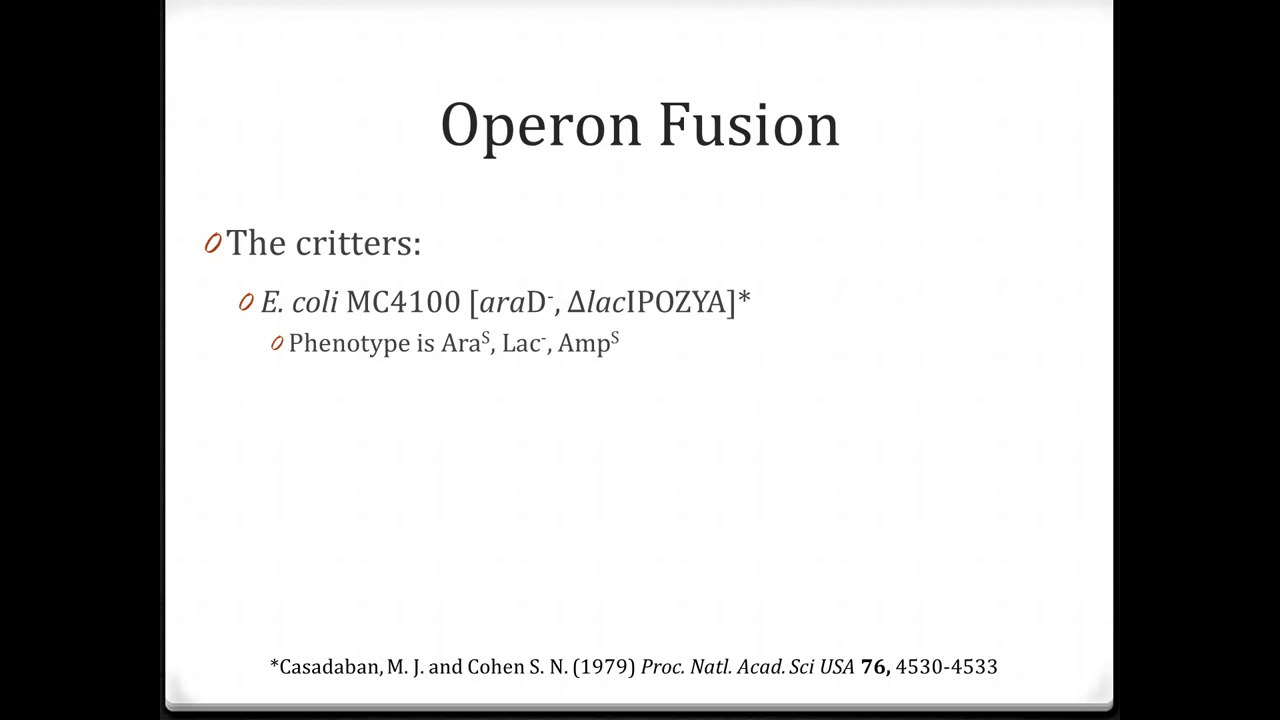 Operon Fusion
The critters:
E. coli MC4100 [araD⁻, ΔlacIPOZYA]*
Phenotype is Araˢ, Lac⁻, Ampˢ
*Casadaban, M. J. and Cohen S. N. (1979) Proc. Natl. Acad. Sci USA 76, 4530-4533